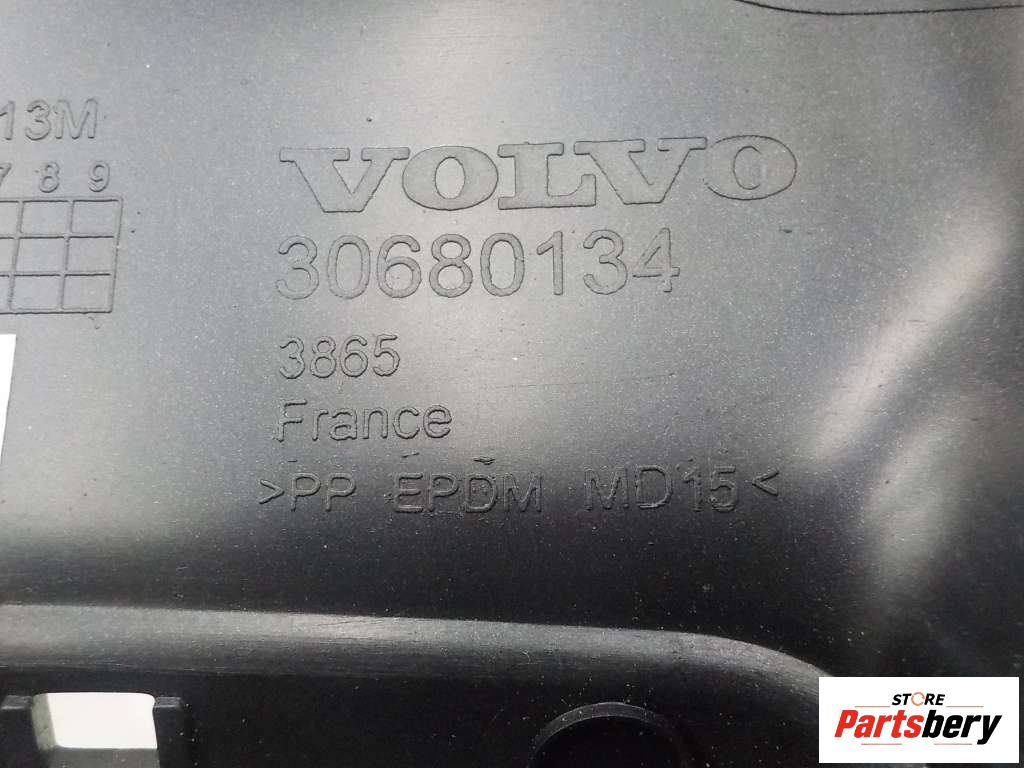 13M
7 8 9
VOLVO
30680134
3865
France
>PP EPDM MD15<
STORE
Partsbery